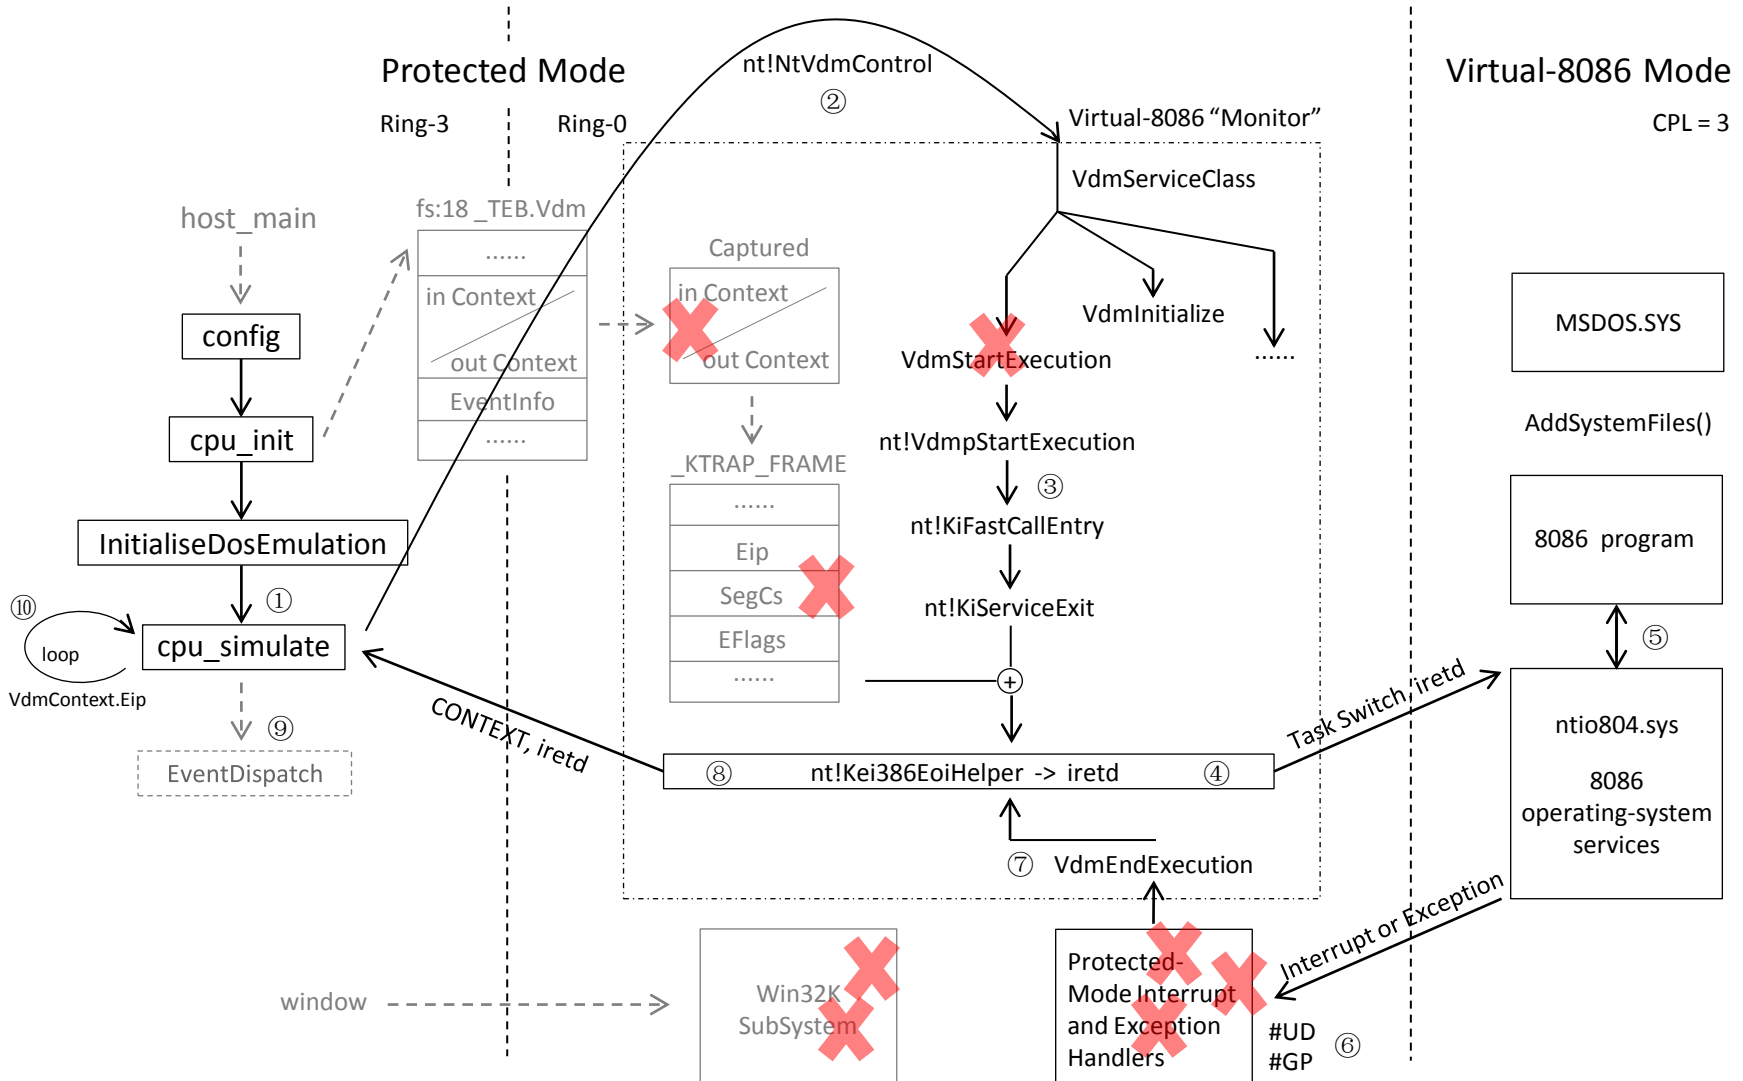 Protected Mode
Virtual-8086 Mode
Ring-3
Ring-0
CPL = 3
nt!NtVdmControl
②
Virtual-8086 “Monitor”
VdmServiceClass
host_main
config
cpu_init
InitialiseDosEmulation
①
cpu_simulate
⑩
loop
VdmContext.Eip
⑨
EventDispatch
fs:18 _TEB.Vdm
......
in Context
out Context
EventInfo
......
Captured
in Context
out Context
_KTRAP_FRAME
......
Eip
SegCs
EFlags
......
VdmStartExecution
VdmInitialize
......
nt!VdmpStartExecution
③
nt!KiFastCallEntry
nt!KiServiceExit
+
⑧
nt!Kei386EoiHelper -> iretd
④
CONTEXT, iretd
Task Switch, iretd
⑦
VdmEndExecution
MSDOS.SYS
AddSystemFiles()
8086 program
⑤
ntio804.sys
8086
operating-system
services
Interrupt or Exception
window
Win32K
SubSystem
Protected-
Mode Interrupt
and Exception
Handlers
#UD
#GP
⑥